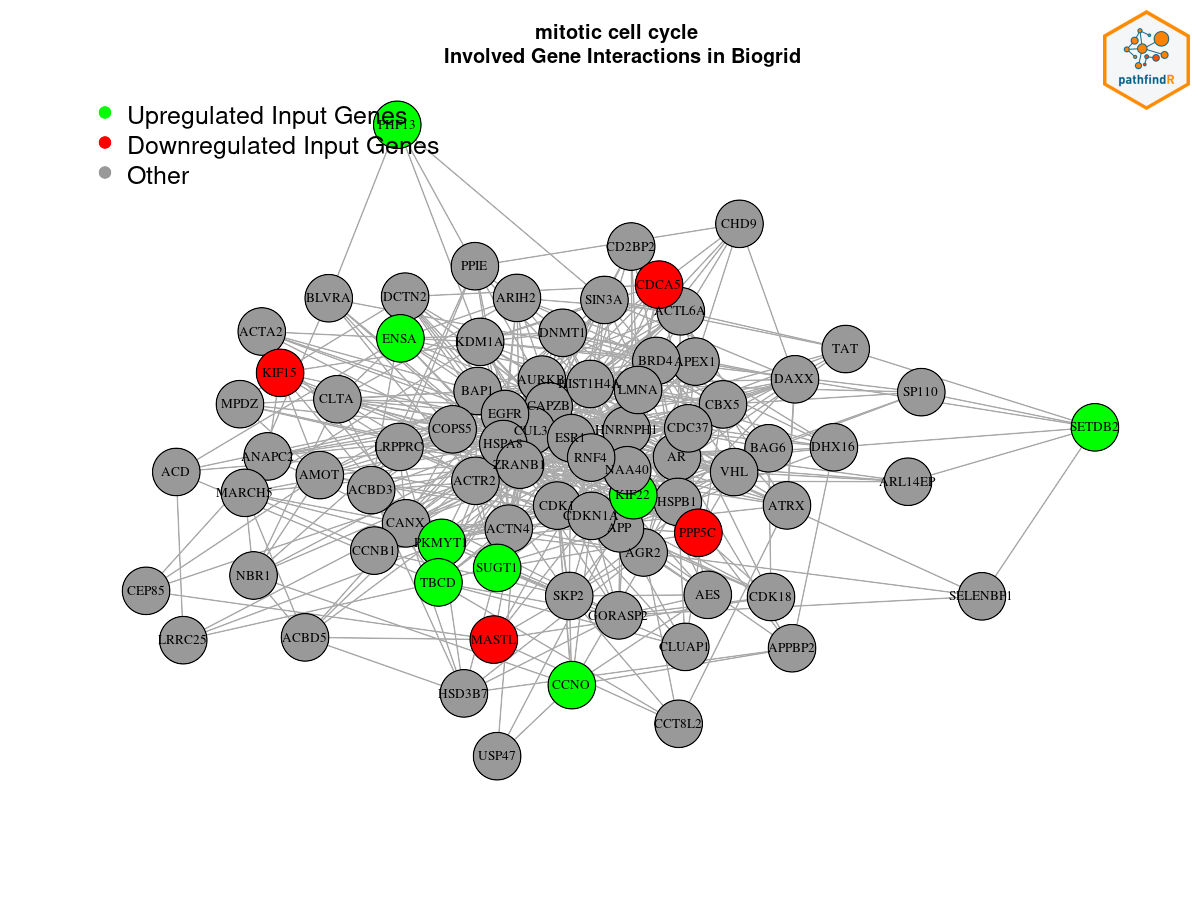 mitotic cell cycle
Involved Gene Interactions in Biogrid
pathfindR
Upregulated Input Genes
Downregulated Input Genes
Other
PHF13
CHD9
CD2BP2
PPIE
CDCA5
BLVRA
DCTN2
ARIH2
SIN3A
ACTL6A
ACTA2
ENSA
KDM1A
DNMT1
TAT
KIF15
BRD4
APEX1
DAXX
SP110
MPDZ
CLTA
BAP1
AURKB
HIST1H4A
LMNA
CBX5
CAPZB
EGFR
COPS5
CUL3
ESR1
HNRNPH1
CDC37
SETDB2
LRPPRC
HSPA8
BAG6
DHX16
ANAPC2
ZRANB1
RNF4
AR
ACD
AMOT
ACTR2
NAA40
VHL
ARL14EP
MARCH5
ACBD3
KIF22
CDK1
HSPB1
ATRX
CANX
ACTN4
CDKN1A
APP
PPP5C
PKMYT1
CCNB1
AGR2
NBR1
TBCD
SUGT1
CEP85
SKP2
AES
CDK18
SELENBP1
GORASP2
LRRC25
ACBD5
MASTL
CLUAP1
APPBP2
HSD3B7
CCNO
CCT8L2
USP47